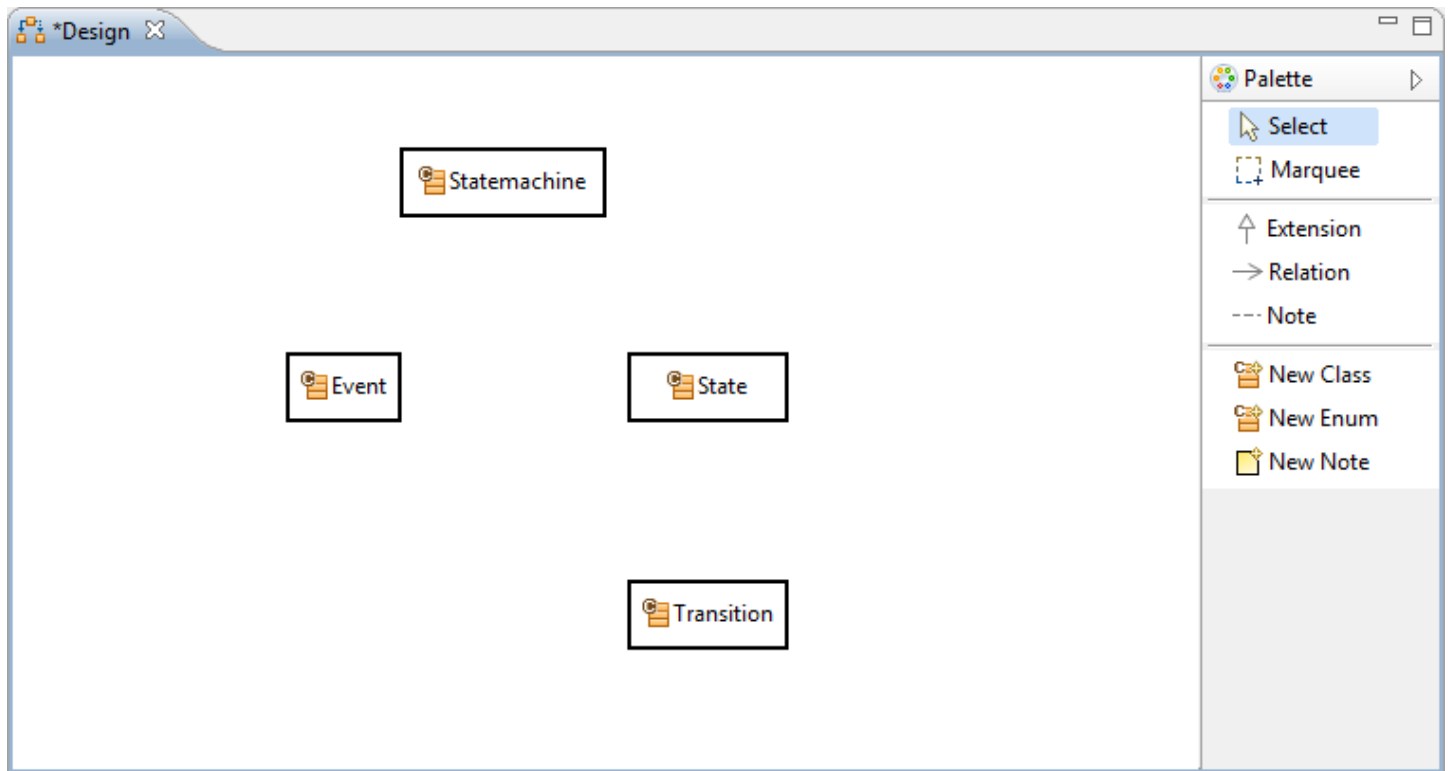 *Design
Palette
Select
Marquee
Statemachine
Extension
Relation
Note
Event
State
New Class
New Enum
New Note
Transition